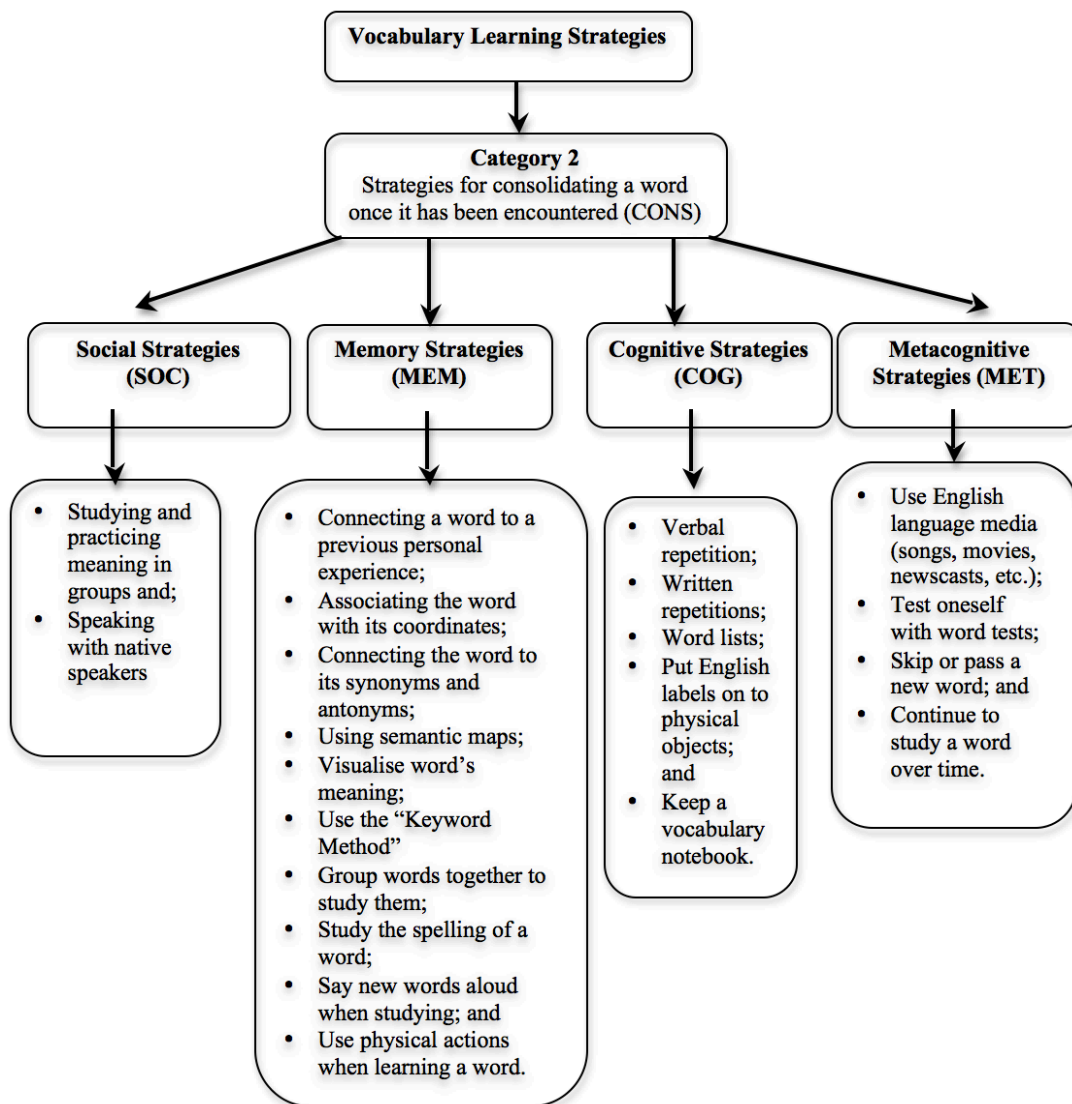 Vocabulary Learning Strategies
Category 2
Strategies for consolidating a word
once it has been encountered (CONS)
Social Strategies
(SOC)
Memory Strategies
(MEM)
Cognitive Strategies
(COG)
Metacognitive
Strategies (MET)
• Studying and
practicing
meaning in
groups and;
• Speaking
with native
speakers
• Connecting a word to a
previous personal
experience;
• Associating the word
with its coordinates;
• Connecting the word to
its synonyms and
antonyms;
• Using semantic maps;
• Visualise word’s
meaning;
• Use the “Keyword
Method”
• Group words together to
study them;
• Study the spelling of a
word;
• Say new words aloud
when studying; and
• Use physical actions
when learning a word.
• Verbal
repetition;
• Written
repetitions;
• Word lists;
• Put English
labels on to
physical
objects;
and
• Keep a
vocabulary
notebook.
• Use English
language media
(songs, movies,
newscasts, etc.);
• Test oneself
with word tests;
• Skip or pass a
new word; and
• Continue to
study a word
over time.